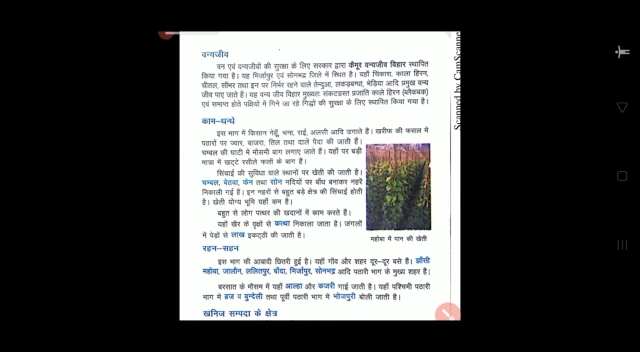 वन्यजीव
वन एवं वन्यजीवों की सुरक्षा के लिए सरकार द्वारा कैमूर वन्यजीव विहार स्थापित
किया गया है। यह मिर्जापुर एवं सोनभद्र जिले में स्थित है। यहाँ चिंकारा, काला हिरन,
चीतल, साँभर तथा इन पर निर्भर रहने वाले तेन्दुआ, लकड़बग्घा, भेड़िया आदि प्रमुख वन्य
जीव पाए जाते हैं। यह वन्य जीव विहार मुख्यतः संकटग्रस्त प्रजाति काले हिरन (ब्लैकबक)
एवं समाप्त होते पक्षियों में गिने जा रहे गिद्धों की सुरक्षा के लिए स्थापित किया गया है।
काम-धन्धे
इस भाग में किसान गेहूँ, चना, राई, अलसी आदि उगाते हैं। खरीफ की फसल में
पठारों पर ज्वार, बाजरा, तिल तथा दालें पैदा की जाती हैं।
चम्बल की घाटी में मौसमी बाग लगाए जाते हैं। यहाँ पर बड़ी
मात्रा में खट्टे रसीले फलों के बाग हैं।
सिंचाई की सुविधा वाले स्थानों पर खेती की जाती है।
चम्बल, बेतवा, केन तथा सोन नदियों पर बाँध बनाकर नहरें
निकाली गई हैं। इन नहरों से बहुत बड़े क्षेत्र की सिंचाई होती
है। खेती योग्य भूमि यहाँ कम है।
बहुत से लोग पत्थर की खदानों में काम करते हैं।
यहाँ खैर के वृक्षों से कत्था निकाला जाता है। जंगलों
में पेड़ों से लाख इकट्ठी की जाती है।
महोबा में पान की खेती
रहन-सहन
इस भाग की आबादी छितरी हुई है। यहाँ गाँव और शहर दूर-दूर बसे हैं। झाँसी
महोबा, जालौन, ललितपुर, बाँदा, मिर्जापुर, सोनभद्र आदि पठारी भाग के मुख्य शहर हैं।
बरसात के मौसम में यहाँ आल्हा और कजरी गाई जाती है। यहाँ पश्चिमी पठारी
भाग में ब्रज व बुन्देली तथा पूर्वी पठारी भाग में भोजपुरी बोली जाती है।
खनिज सम्पदा के क्षेत्र
Scanned by CamScanne